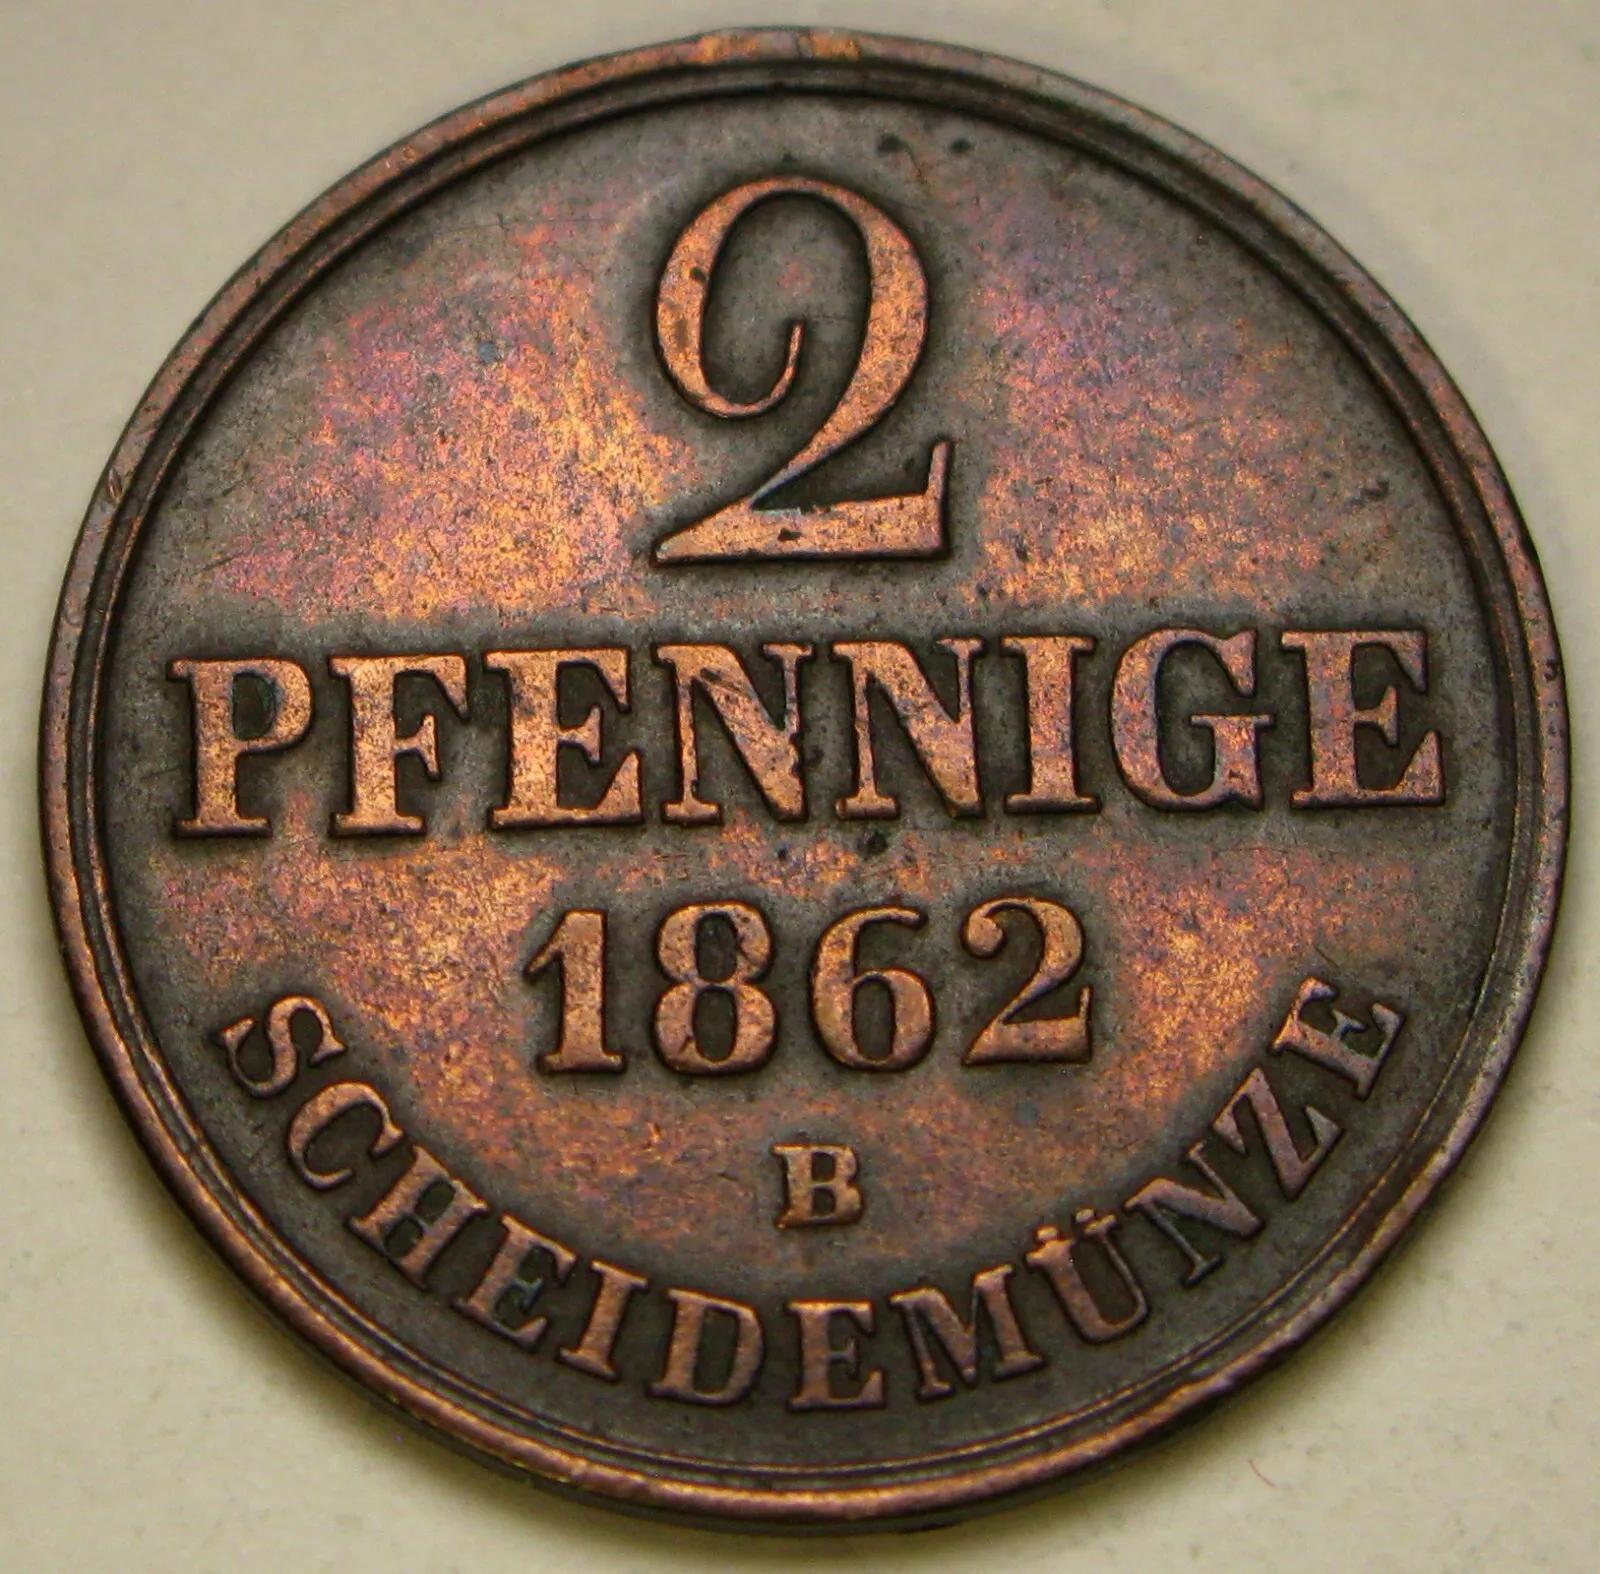 2
PFENNIGE
1862
B
SCHEIDEMÜNZE